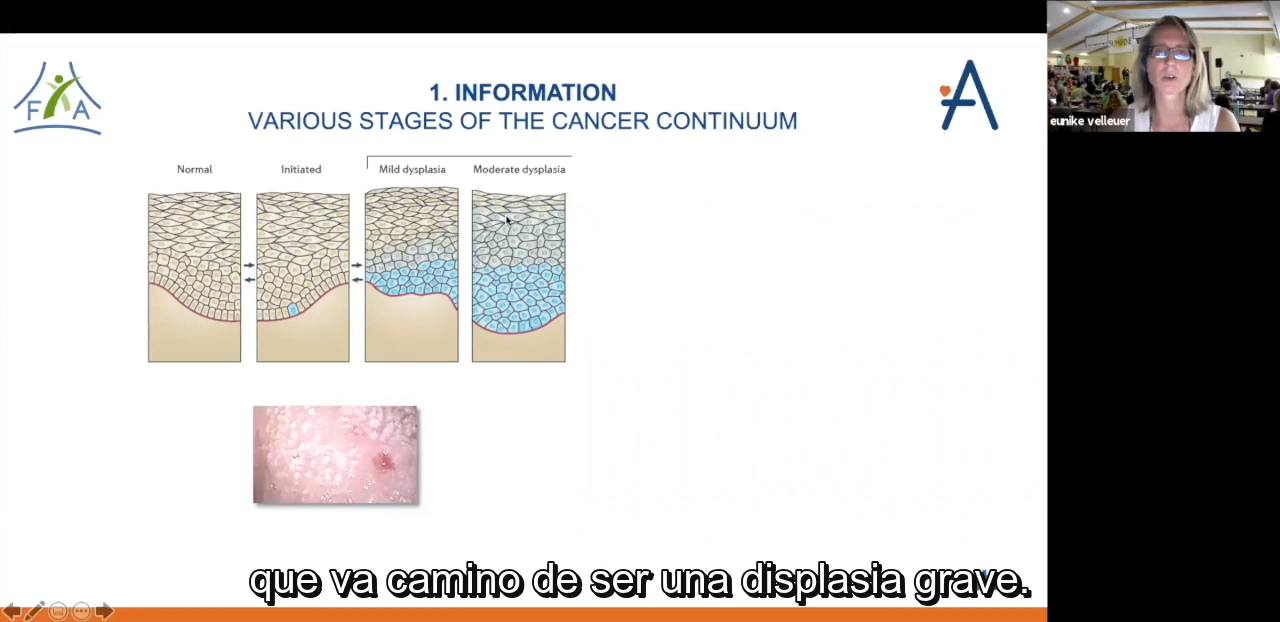 F A
1. INFORMATION
VARIOUS STAGES OF THE CANCER CONTINUUM
eunike velleuer
Normal
Initiated
Mild dysplasia
Moderate dysplasia
que va camino de ser una displasia grave.